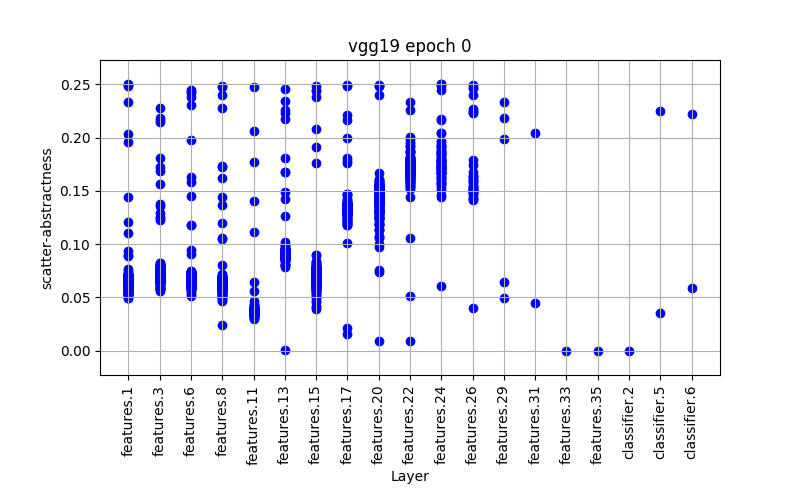 vgg19 epoch 0
scatter-abstractness
0.25
0.20
0.15
0.10
0.05
0.00
features.1
features.3
features.6
features.8
features.11
features.13
features.15
features.17
features.20
features.22
features.24
features.26
features.29
features.31
features.33
features.35
classifier.2
classifier.5
classifier.6
Layer